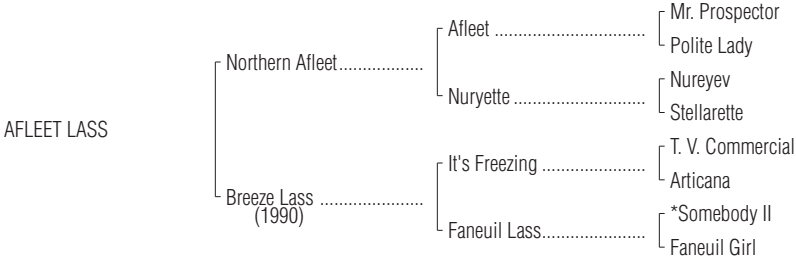 Mr. Prospector
Afleet ................................
Polite Lady
Northern Afleet..................
Nureyev
Nuryette ............................
Stellarette
AFLEET LASS
T. V. Commercial
It's Freezing ......................
Articana
Breeze Lass ......................
(1990)
*Somebody II
Faneuil Lass......................
Faneuil Girl